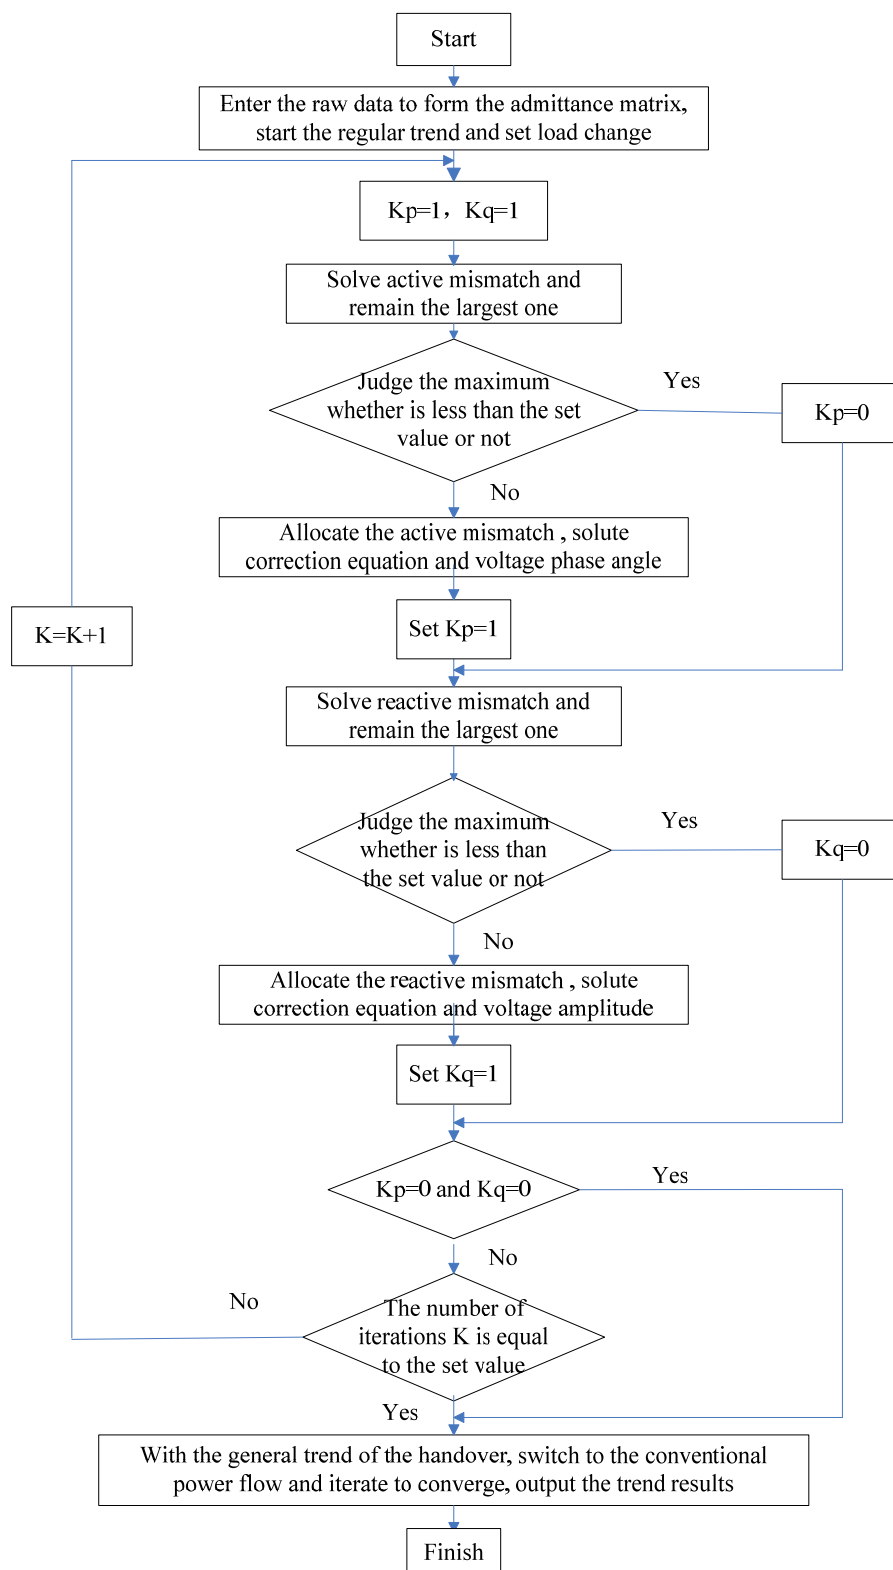 Start
Enter the raw data to form the admittance matrix,
start the regular trend and set load change
Kp=1，Kq=1
Solve active mismatch and
remain the largest one
Judge the maximum
whether is less than the set
value or not
Yes
Kp=0
No
Allocate the active mismatch , solute
correction equation and voltage phase angle
Set Kp=1
K=K+1
Solve reactive mismatch and
remain the largest one
Judge the maximum
whether is less than
the set value or not
Yes
Kq=0
No
Allocate the reactive mismatch , solute
correction equation and voltage amplitude
Set Kq=1
Kp=0 and Kq=0
Yes
No
No
The number of
iterations K is equal
to the set value
Yes
With the general trend of the handover, switch to the conventional
power flow and iterate to converge, output the trend results
Finish